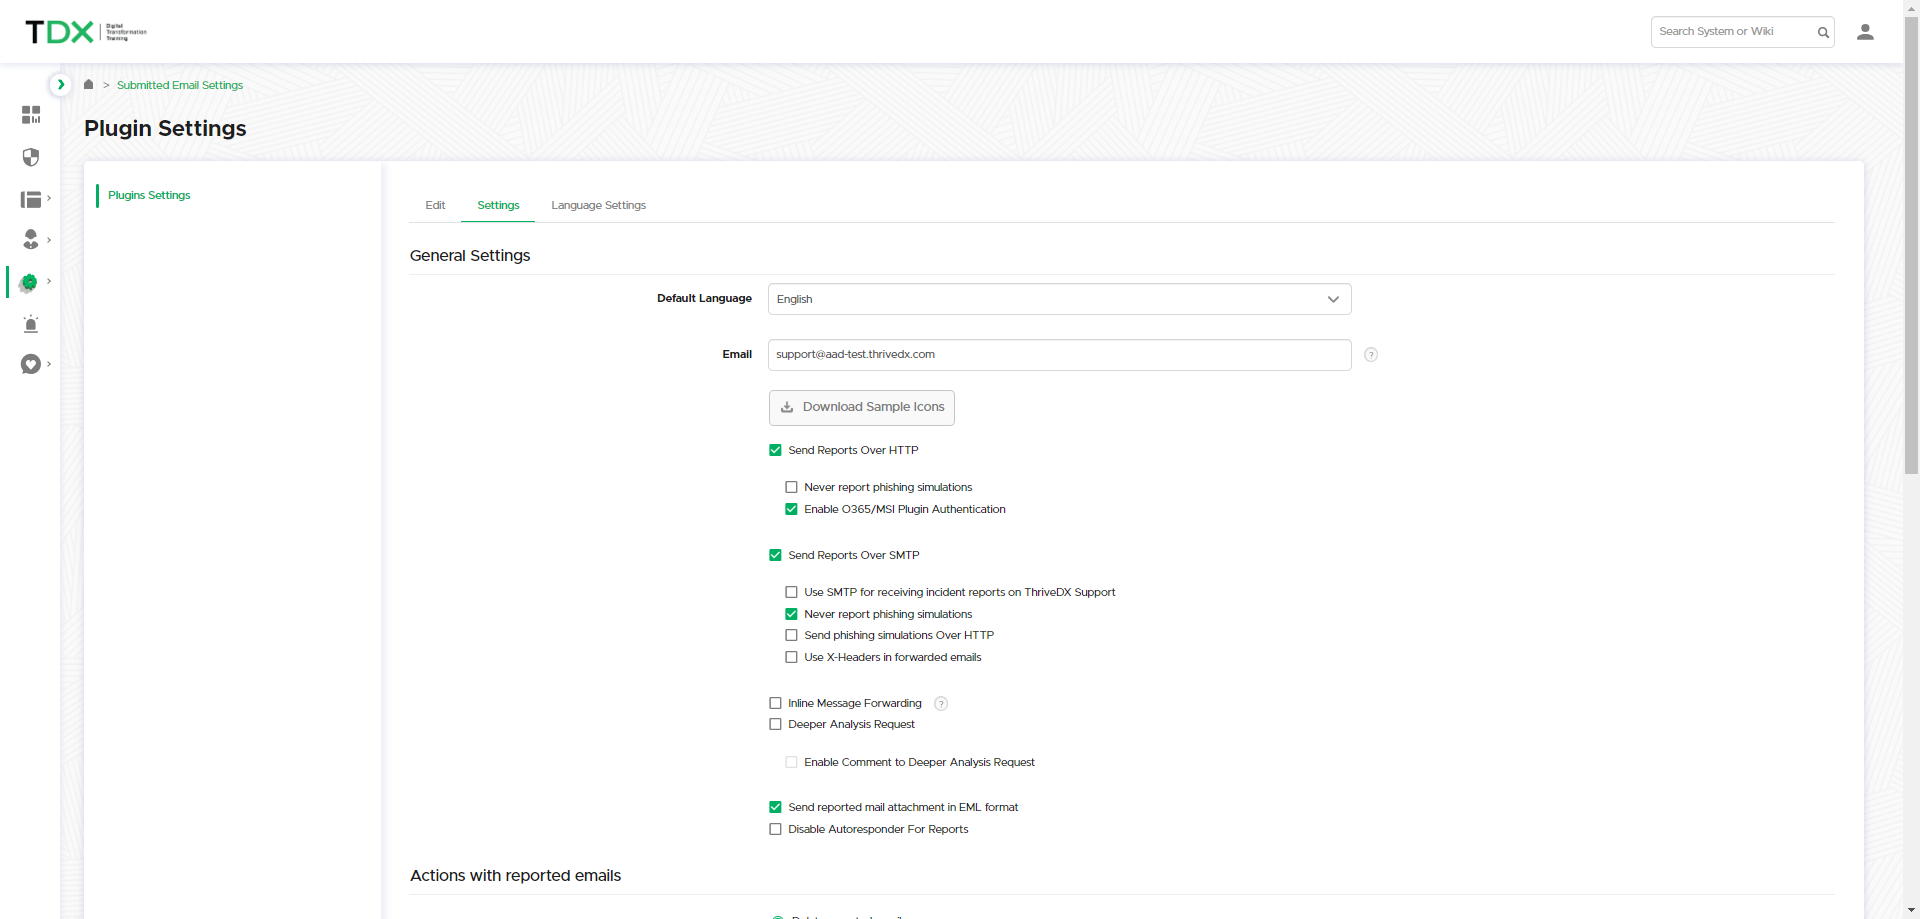 TDX
Digital
Transformation
Training
Search System or Wiki
> Submitted Email Settings
Plugin Settings
Plugins Settings
Edit Settings Language Settings
General Settings
Default Language English
Email support@aad-test.thrivedx.com ?
Download Sample Icons
Send Reports Over HTTP
Never report phishing simulations
Enable O365/MSI Plugin Authentication
Send Reports Over SMTP
Use SMTP for receiving incident reports on ThriveDX Support
Never report phishing simulations
Send phishing simulations Over HTTP
Use X-Headers in forwarded emails
Inline Message Forwarding ?
Deeper Analysis Request
Enable Comment to Deeper Analysis Request
Send reported mail attachment in EML format
Disable Autoresponder For Reports
Actions with reported emails